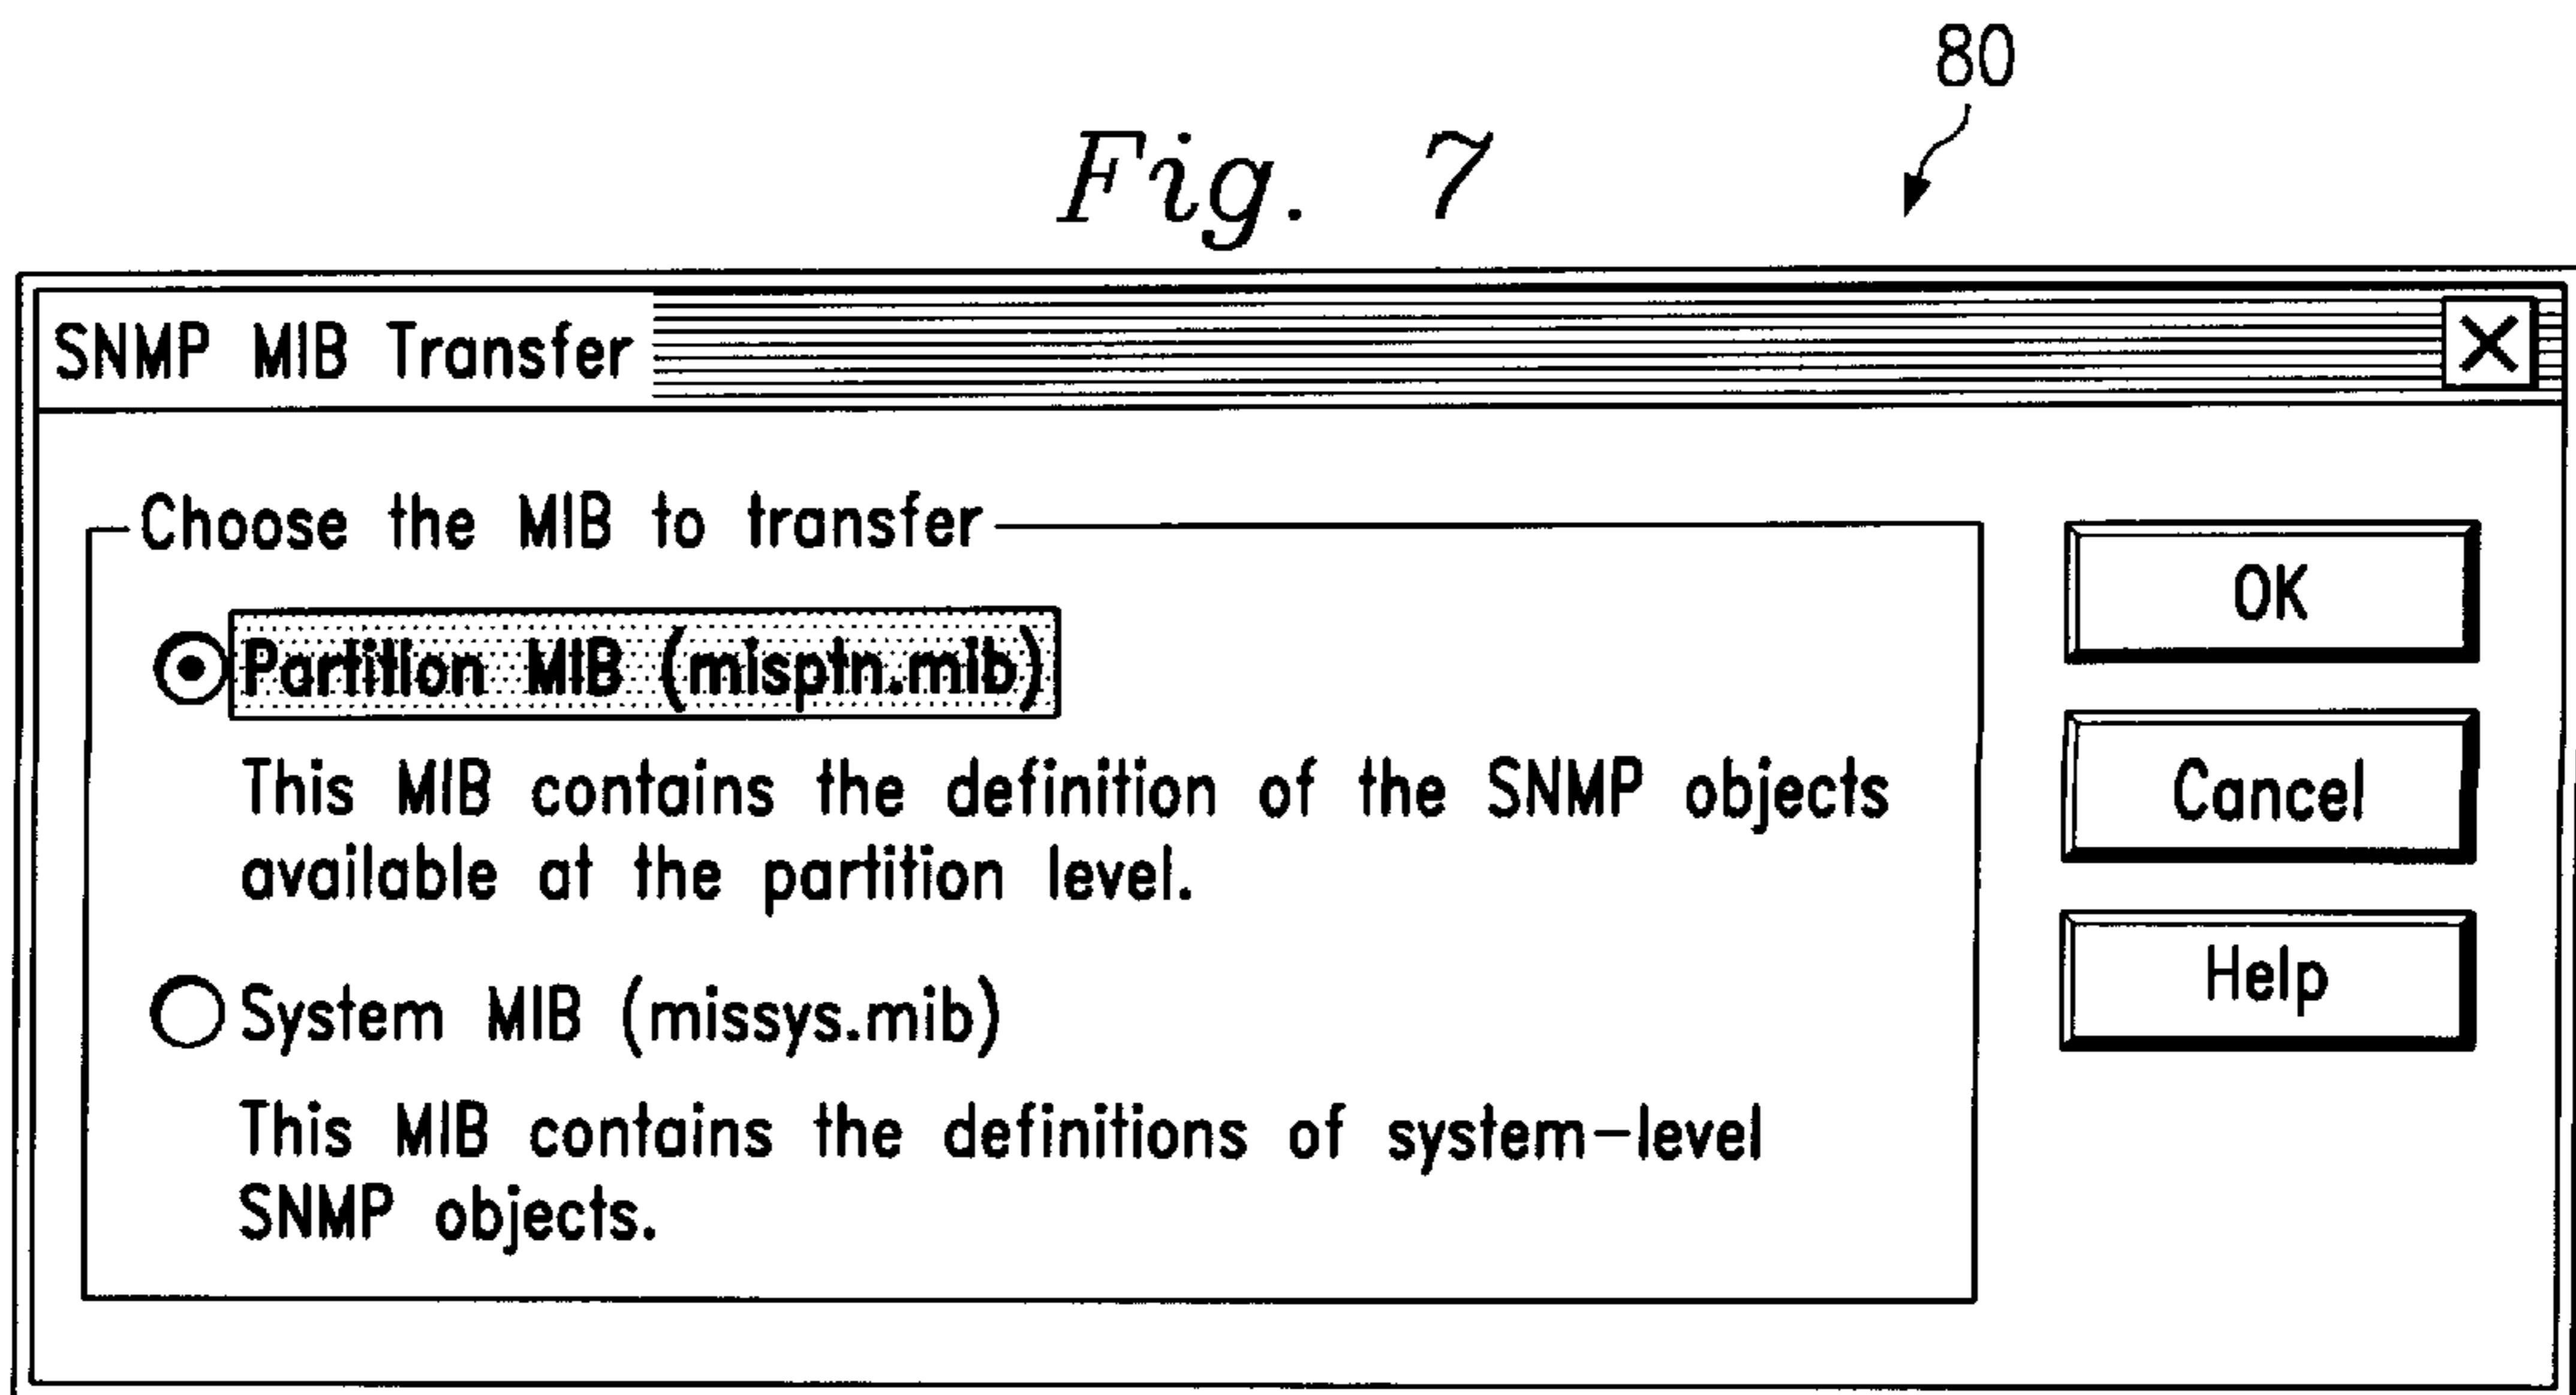 80
Fig. 7
SNMP MIB Transfer
Choose the MIB to transfer
Partition MIB (misptn.mib)
This MIB contains the definition of the SNMP objects
available at the partition level.
System MIB (missys.mib)
This MIB contains the definitions of system-level
SNMP objects.
OK
Cancel
Help